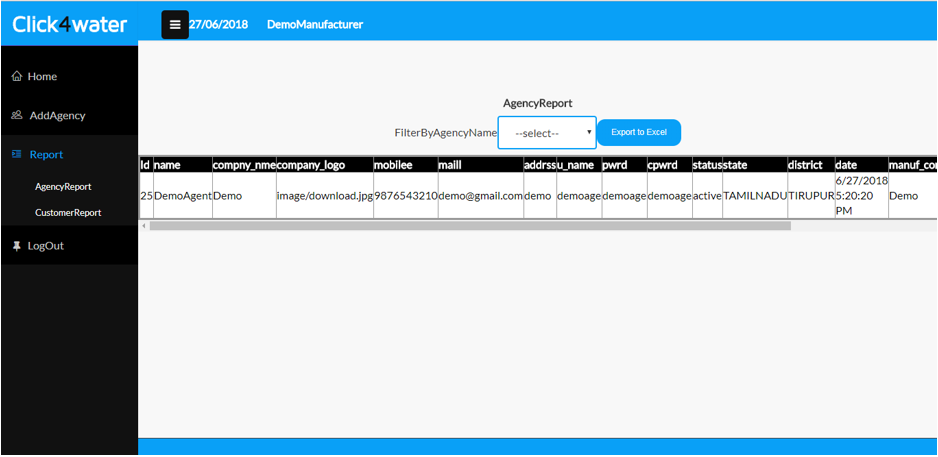 Click4water
27/06/2018 DemoManufacturer
Home
AddAgency
Report
AgencyReport
CustomerReport
LogOut
AgencyReport
FilterByAgencyName --select-- Export to Excel
Id name compny_nme company_logo mobilee maill addrss u_name pwrd cpwrd status state district date manuf_co
25 DemoAgent Demo image/download.jpg 9876543210 demo@gmail.com demo demoage demoage demoage active TAMILNADU TIRUPUR 6/27/2018 5:20:20 PM Demo